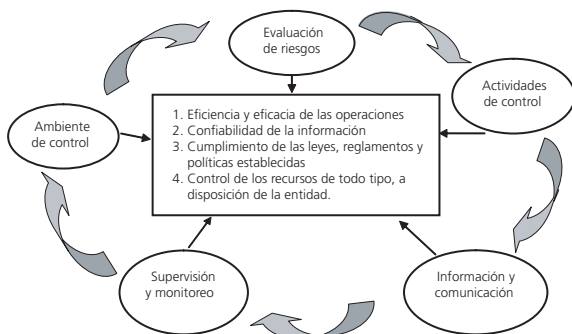 Evaluación
de riesgos
Actividades
de control
Ambiente
de control
1. Eficiencia y eficacia de las operaciones
2. Confiabilidad de la información
3. Cumplimiento de las leyes, reglamentos y
políticas establecidas
4. Control de los recursos de todo tipo, a
disposición de la entidad.
Supervisión
y monitoreo
Información y
comunicación